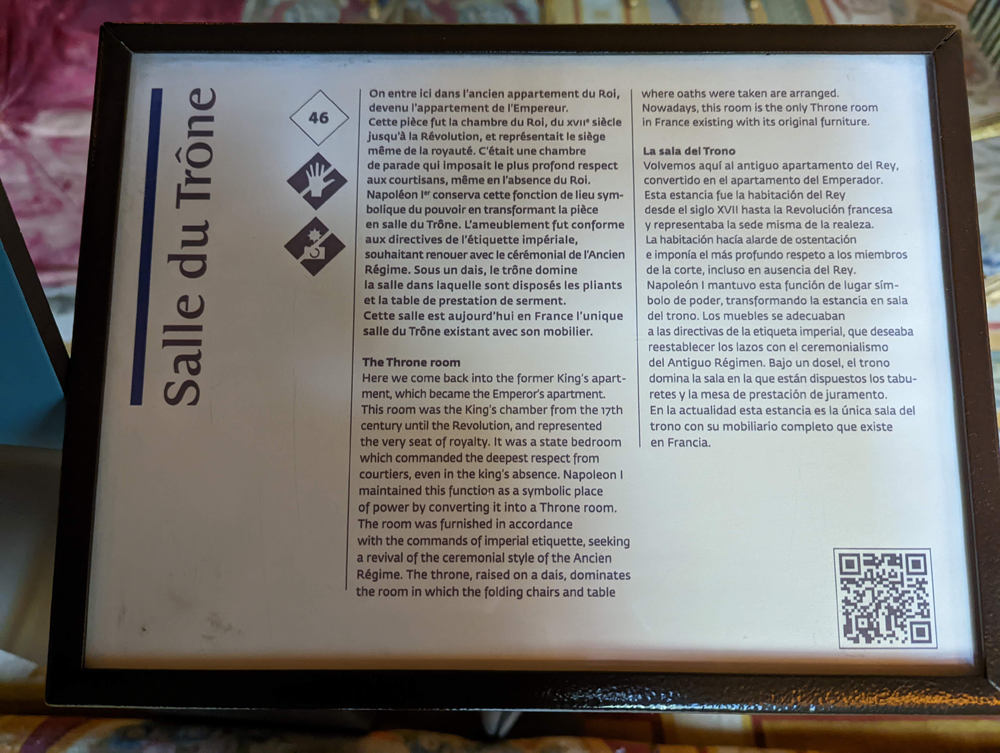 Salle du Trône
46
On entre ici dans l'ancien appartement du Roi,
devenu l'appartement de l'Empereur.
Cette pièce fut la chambre du Roi, du XVIIᵉ siècle
jusqu'à la Révolution, et représentait le siège
même de la royauté. C'était une chambre
de parade qui imposait le plus profond respect
aux courtisans, même en l'absence du Roi.
Napoléon Iᵉʳ conserva cette fonction de lieu sym-
bolique du pouvoir en transformant la pièce
en salle du Trône. L'ameublement fut conforme
aux directives de l'étiquette impériale,
souhaitant renouer avec le cérémonial de l'Ancien
Régime. Sous un dais, le trône domine
la salle dans laquelle sont disposés les pliants
et la table de prestation de serment.
Cette salle est aujourd'hui en France l'unique
salle du Trône existant avec son mobilier.
The Throne room
Here we come back into the former King's apart-
ment, which became the Emperor's apartment.
This room was the King's chamber from the 17th
century until the Revolution, and represented
the very seat of royalty. It was a state bedroom
which commanded the deepest respect from
courtiers, even in the king's absence. Napoleon I
maintained this function as a symbolic place
of power by converting it into a Throne room.
The room was furnished in accordance
with the commands of imperial etiquette, seeking
a revival of the ceremonial style of the Ancien
Régime. The throne, raised on a dais, dominates
the room in which the folding chairs and table
where oaths were taken are arranged.
Nowadays, this room is the only Throne room
in France existing with its original furniture.
La sala del Trono
Volvemos aquí al antiguo apartamento del Rey,
convertido en el apartamento del Emperador.
Esta estancia fue la habitación del Rey
desde el siglo XVII hasta la Revolución francesa
y representaba la sede misma de la realeza.
La habitación hacía alarde de ostentación
e imponía el más profundo respeto a los miembros
de la corte, incluso en ausencia del Rey.
Napoleón I mantuvo esta función de lugar sím-
bolo de poder, transformando la estancia en sala
del trono. Los muebles se adecuaban
a las directivas de la etiqueta imperial, que deseaba
reestablecer los lazos con el ceremonialismo
del Antiguo Régimen. Bajo un dosel, el trono
domina la sala en la que están dispuestos los tabu-
retes y la mesa de prestación de juramento.
En la actualidad esta estancia es la única sala del
trono con su mobiliario completo que existe
en Francia.